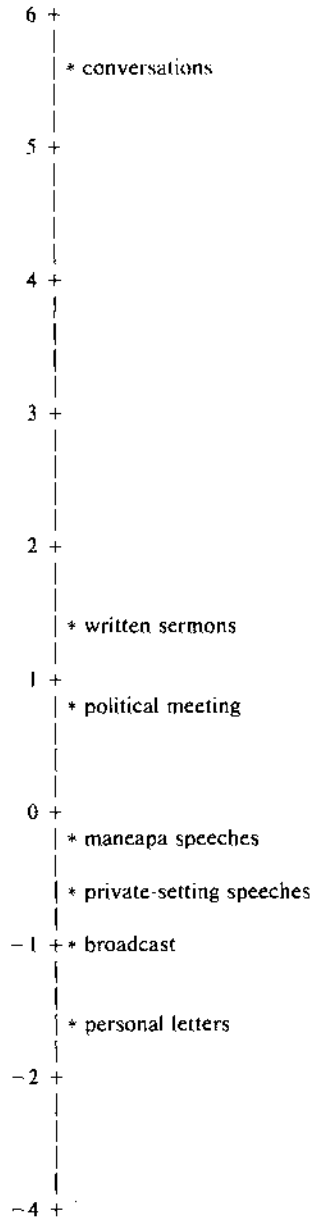 6 +
* conversations
5 +
4 +
3 +
2 +
* written sermons
1 +
* political meeting
0 +
* maneapa speeches
* private-setting speeches
−1 + * broadcast
* personal letters
−2 +
−4 +